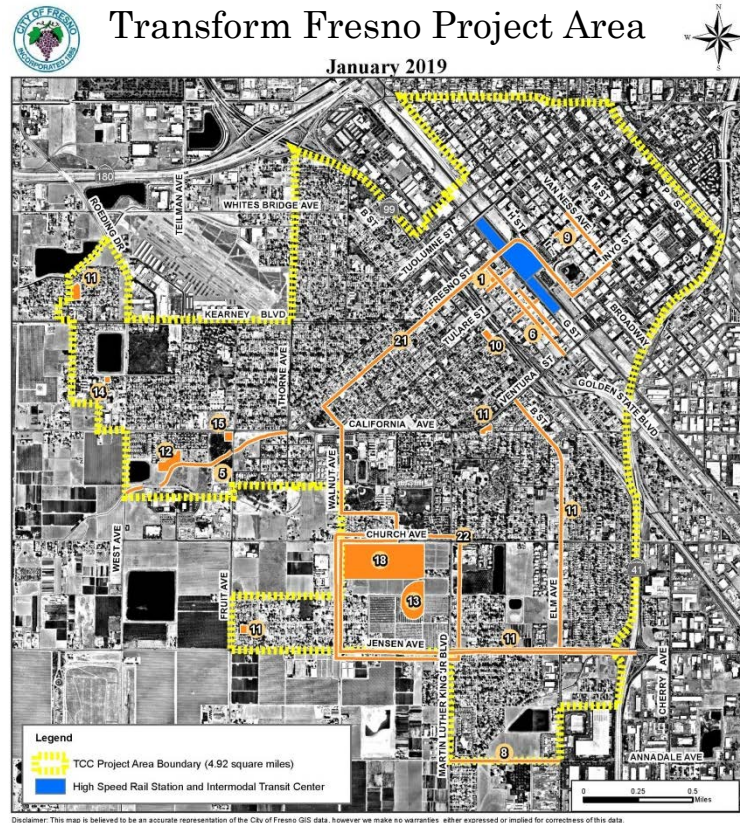 CITY OF FRESNO
INCORPORATED 1885
Transform Fresno Project Area
N
W
E
S
January 2019
180
ROEDING DR
TEILMAN AVE
WHITES BRIDGE AVE
B ST
99
TUOLUMNE ST
H ST
VAN NESS AVE
M ST
P ST
9
INYO ST
11
KEARNEY BLVD
FRESNO ST
1
21
TULARE ST
10
6
G ST
BROADWAY
14
THORNE AVE
VENTURA ST
GOLDEN STATE BLVD
15
CALIFORNIA AVE
11
B ST
12
5
WALNUT AVE
WEST AVE
CHURCH AVE
22
11
18
41
FRUIT AVE
13
ELM AVE
11
JENSEN AVE
11
MARTIN LUTHER KING JR BLVD
CHERRY AVE
8
ANNADALE AVE
Legend
TCC Project Area Boundary (4.92 square miles)
High Speed Rail Station and Intermodal Transit Center
0 0.25 0.5
Miles
Disclaimer: This map is believed to be an accurate representation of the City of Fresno GIS data, however we make no warranties either expressed or implied for correctness of this data.